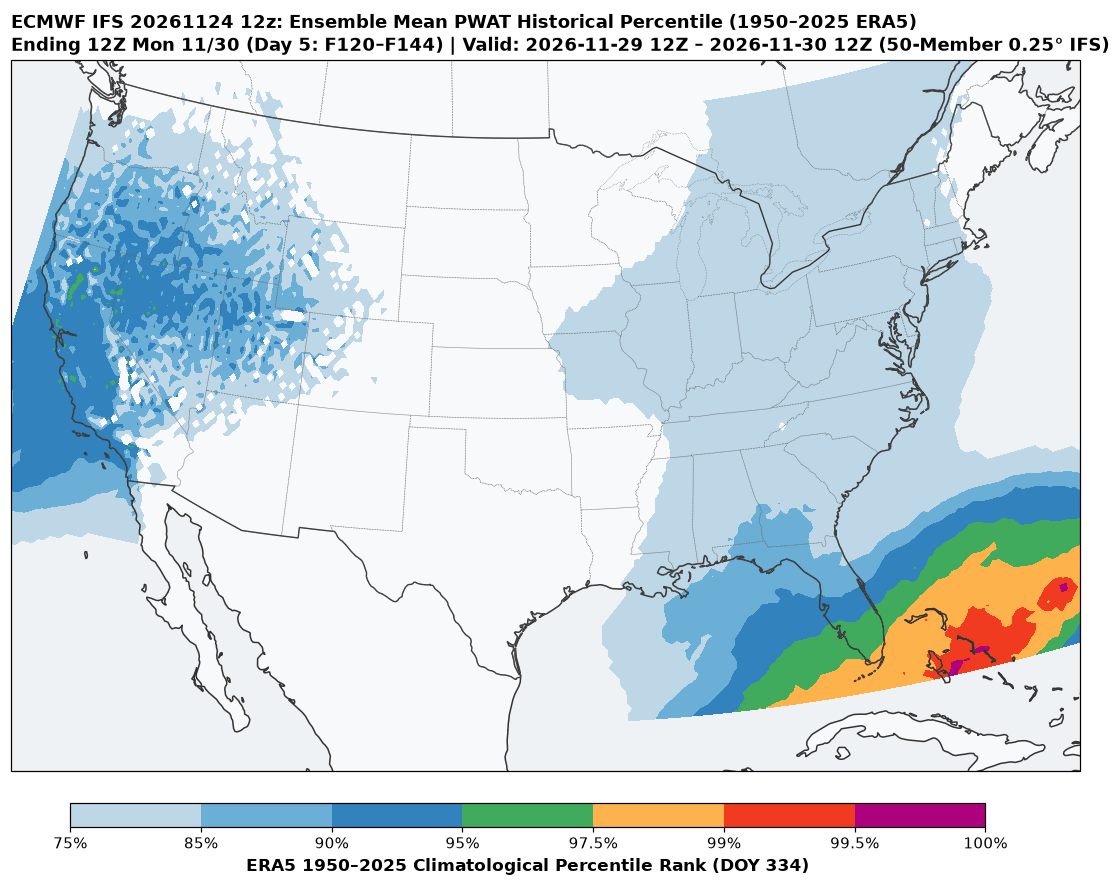 ECMWF IFS 20261124 12z: Ensemble Mean PWAT Historical Percentile (1950–2025 ERA5)
Ending 12Z Mon 11/30 (Day 5: F120–F144) | Valid: 2026-11-29 12Z – 2026-11-30 12Z (50-Member 0.25° IFS)
75% 85% 90% 95% 97.5% 99% 99.5% 100%
ERA5 1950–2025 Climatological Percentile Rank (DOY 334)